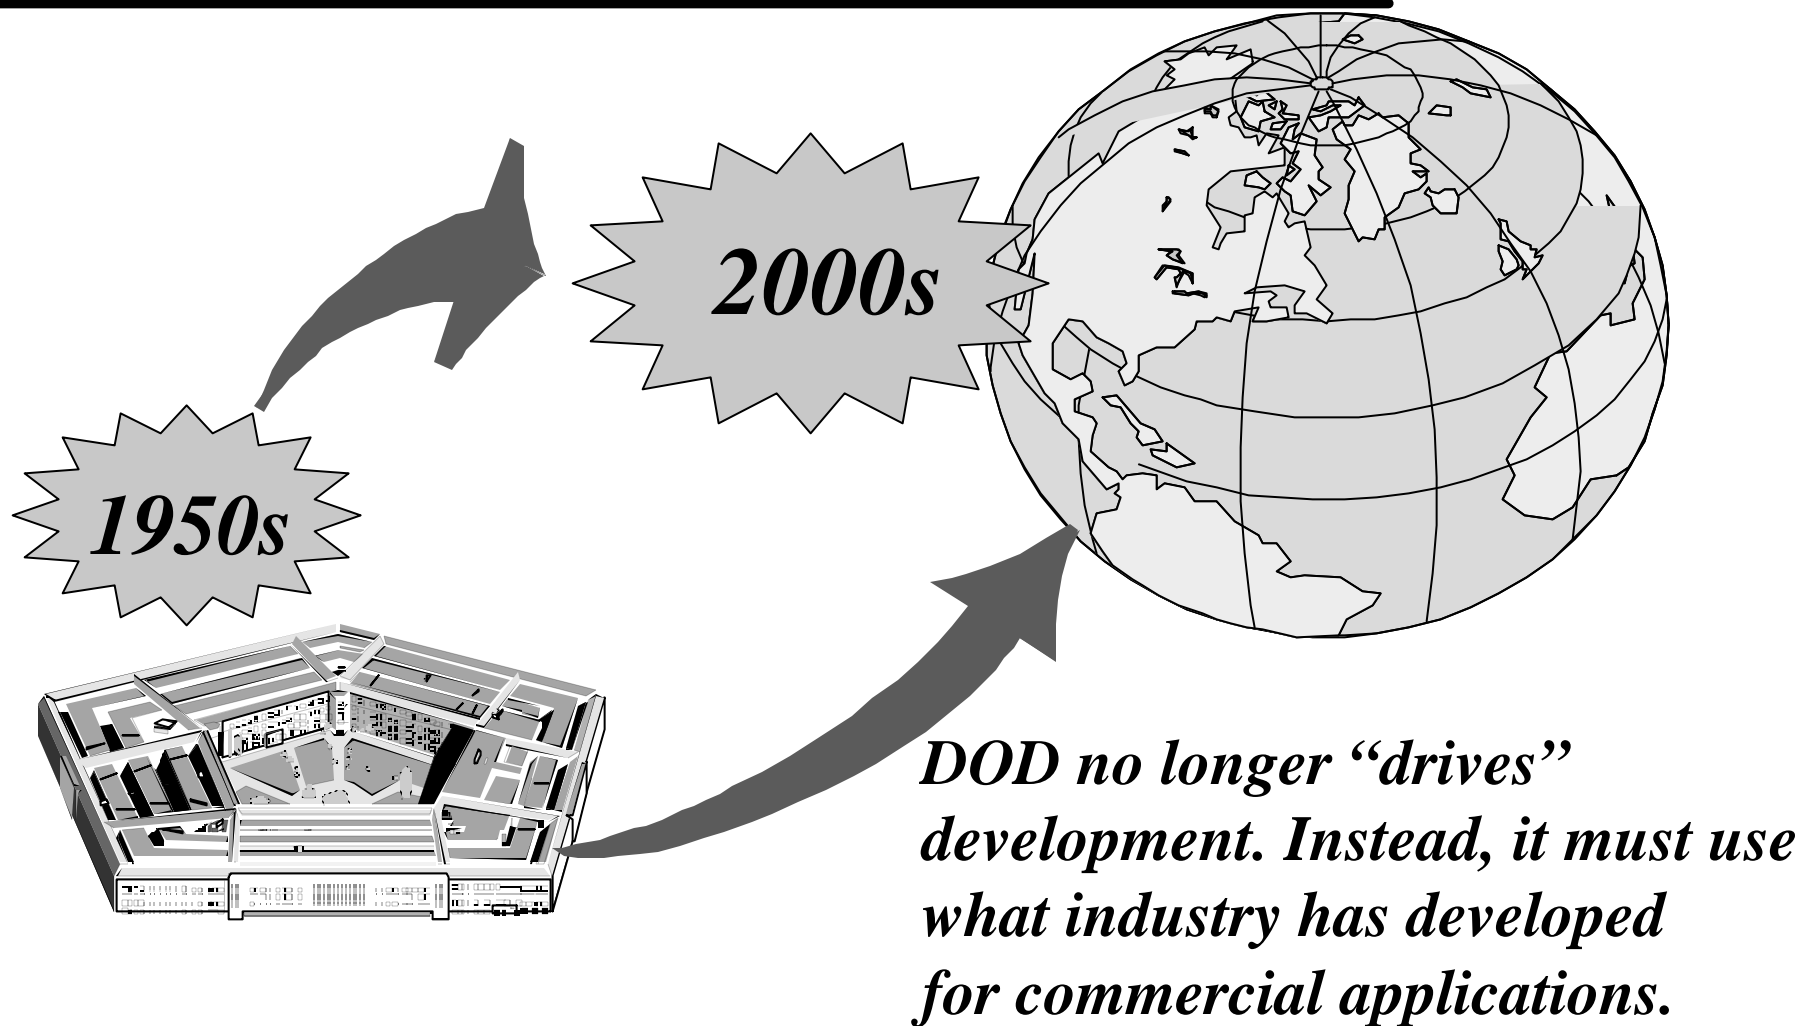 2000s
1950s
DOD no longer “drives”
development. Instead, it must use
what industry has developed
for commercial applications.